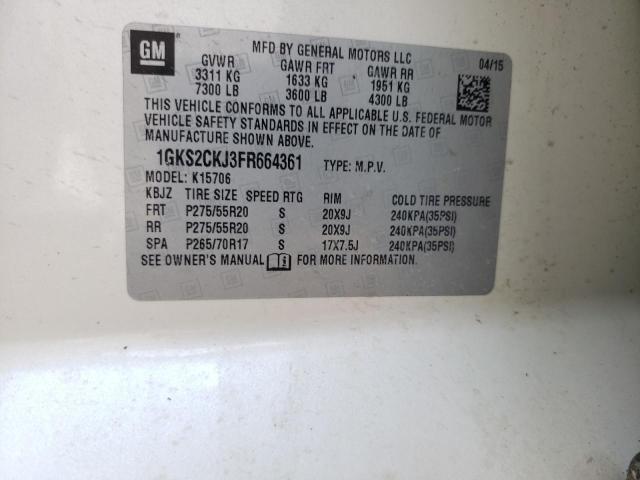 GM
MFD BY GENERAL MOTORS LLC
04/15
GVWR GAWR FRT GAWR RR
3311 KG 1633 KG 1951 KG
7300 LB 3600 LB 4300 LB
THIS VEHICLE CONFORMS TO ALL APPLICABLE U.S. FEDERAL MOTOR
VEHICLE SAFETY STANDARDS IN EFFECT ON THE DATE OF
MANUFACTURE SHOWN ABOVE.
1GKS2CKJ3FR664361 TYPE: M.P.V.
MODEL: K15706
KBJZ TIRE SIZE SPEED RTG RIM COLD TIRE PRESSURE
FRT P275/55R20 S 20X9J 240KPA(35PSI)
RR P275/55R20 S 20X9J 240KPA(35PSI)
SPA P265/70R17 S 17X7.5J 240KPA(35PSI)
SEE OWNER'S MANUAL FOR MORE INFORMATION.